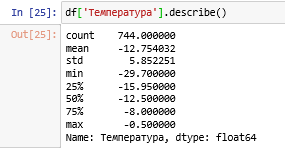 In [25]: df['Температура'].describe()
Out[25]:
count 744.000000
mean -12.754032
std 5.852251
min -29.700000
25% -15.950000
50% -12.500000
75% -8.000000
max -0.500000
Name: Температура, dtype: float64